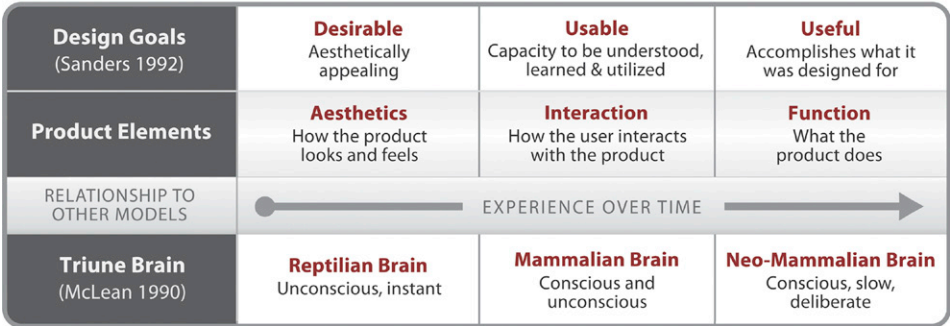 Design Goals
(Sanders 1992)
Desirable
Aesthetically
appealing
Usable
Capacity to be understood,
learned & utilized
Useful
Accomplishes what it
was designed for
Product Elements
Aesthetics
How the product
looks and feels
Interaction
How the user interacts
with the product
Function
What the
product does
RELATIONSHIP TO
OTHER MODELS
EXPERIENCE OVER TIME
Triune Brain
(McLean 1990)
Reptilian Brain
Unconscious, instant
Mammalian Brain
Conscious and
unconscious
Neo-Mammalian Brain
Conscious, slow,
deliberate